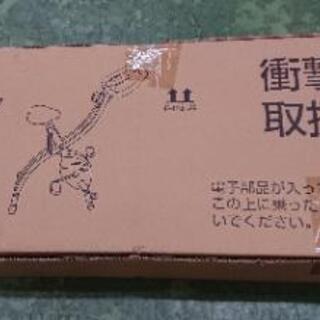 衝撃
取扱
電子部品が入っ
この上に乗った
いでください。